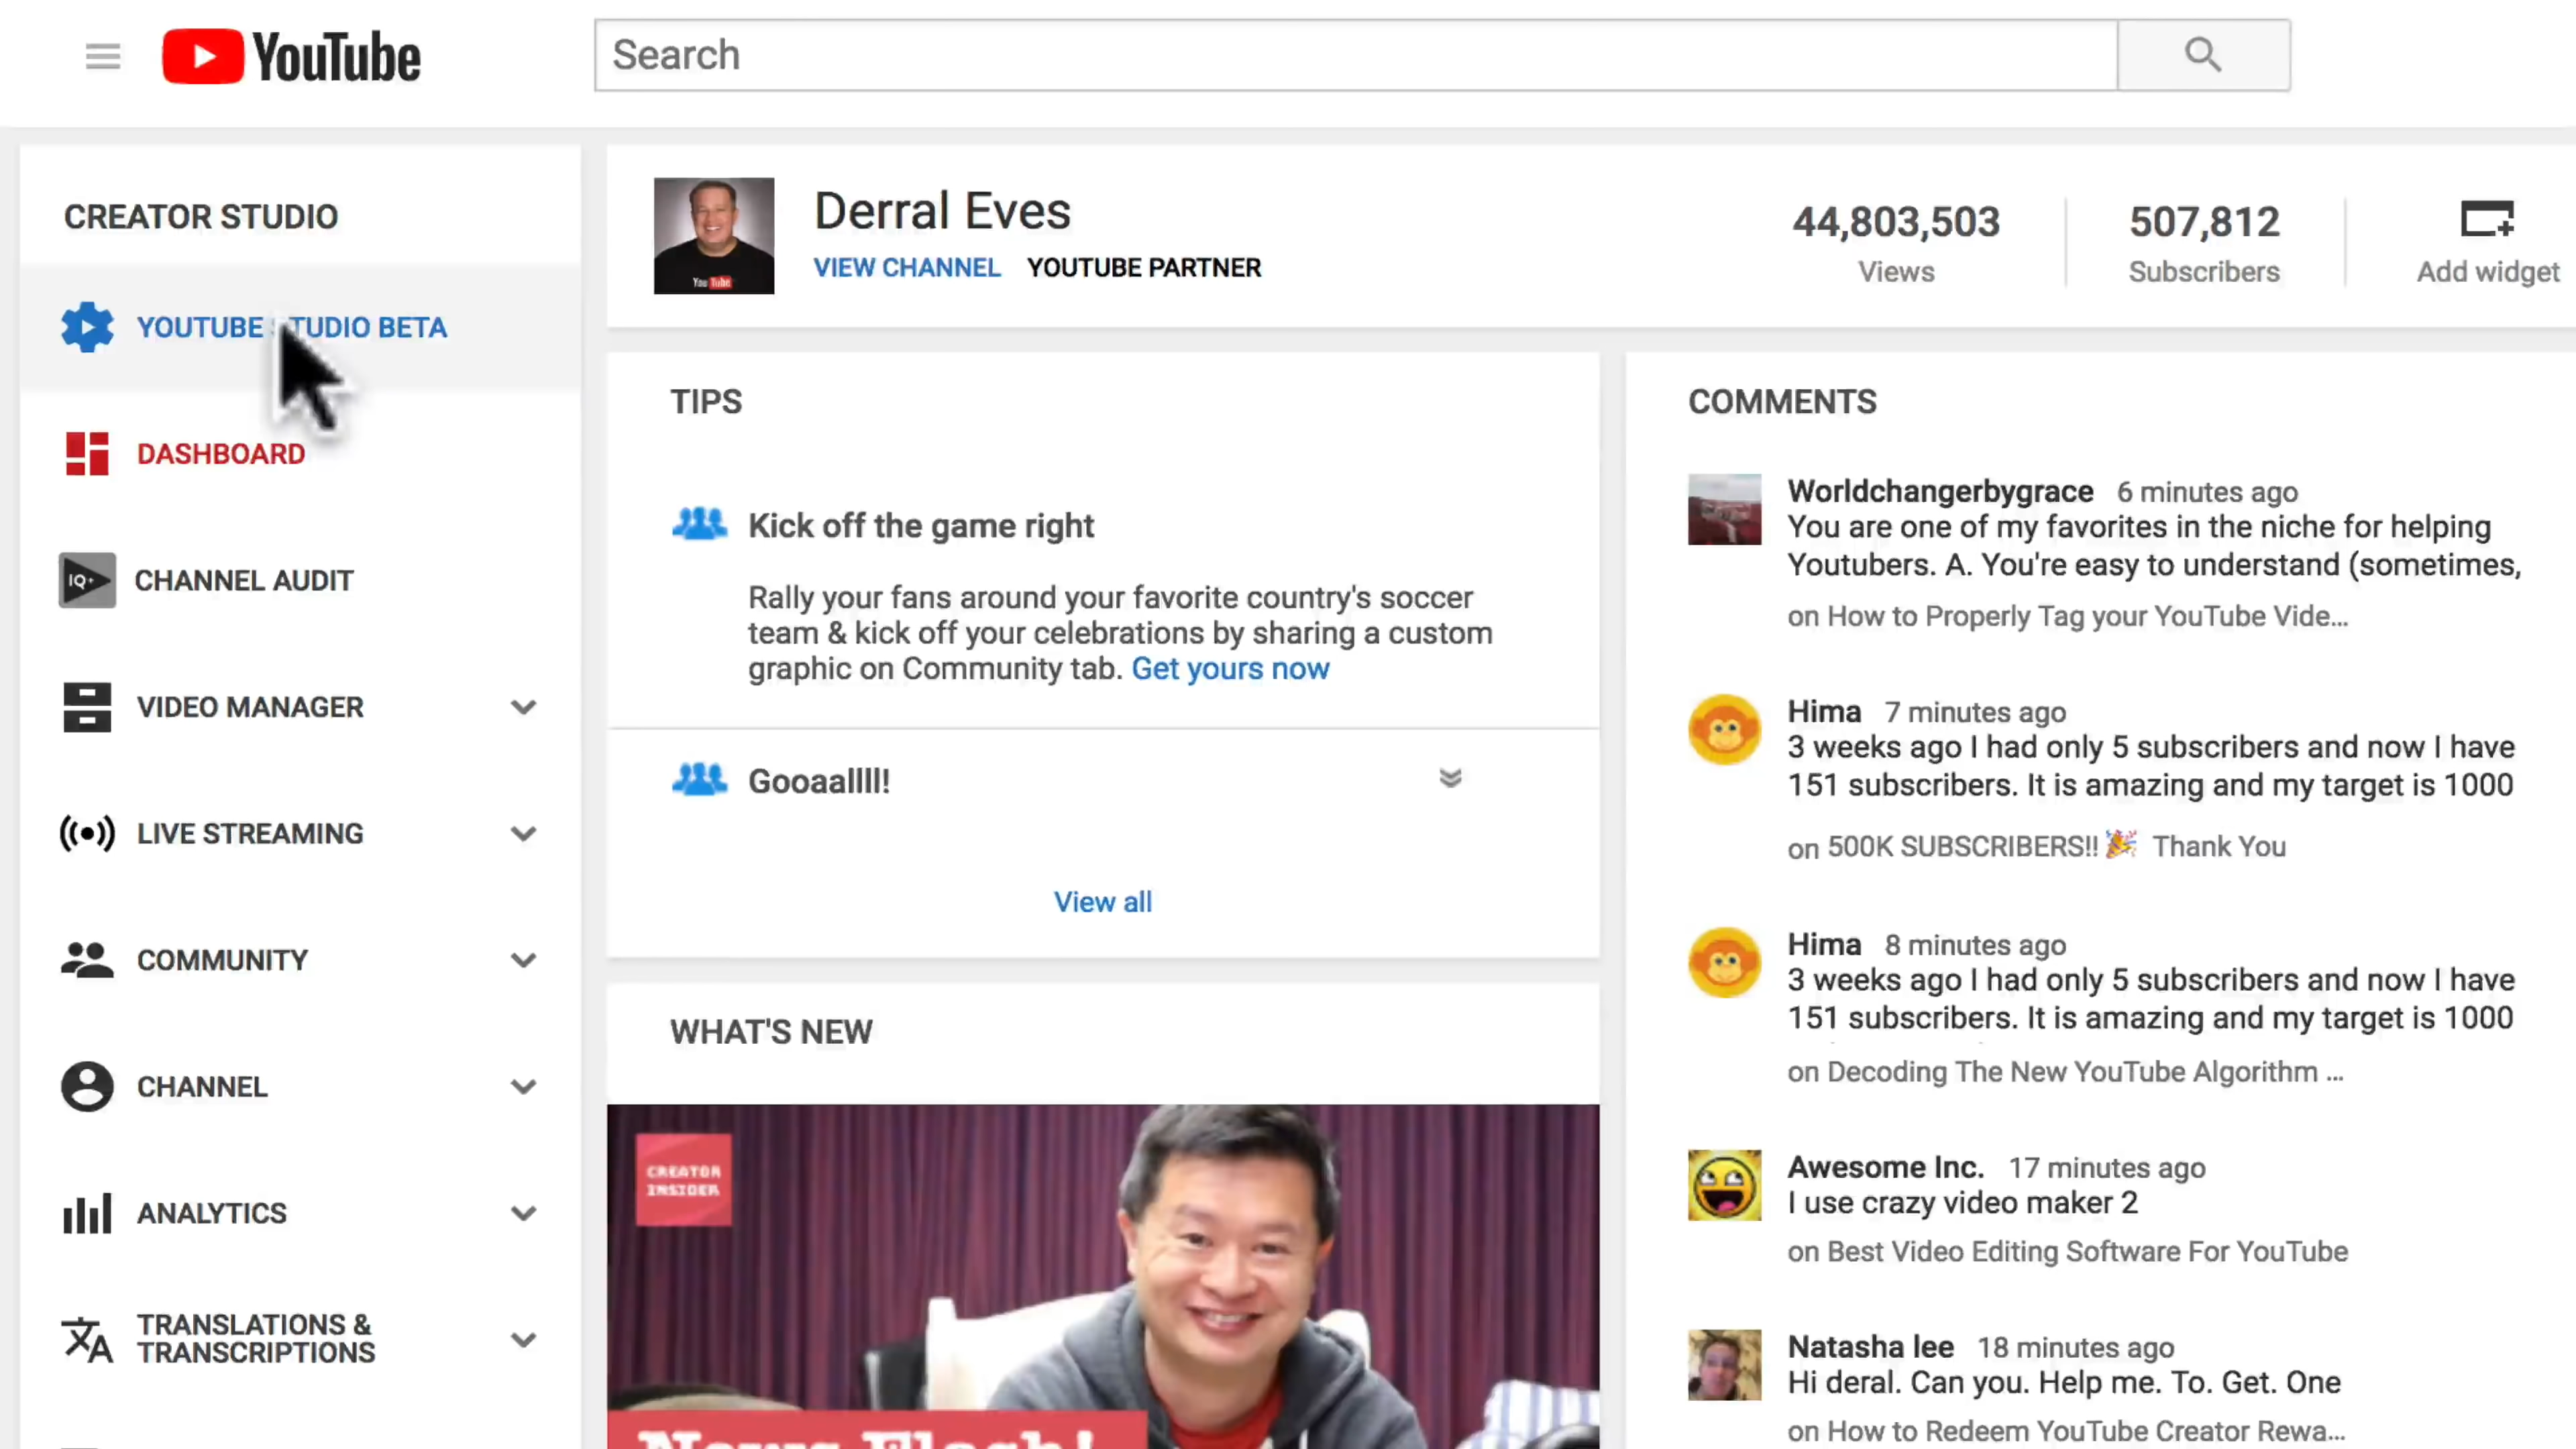 YouTube
Search
CREATOR STUDIO
YOUTUBE STUDIO BETA
DASHBOARD
IQ+
CHANNEL AUDIT
VIDEO MANAGER
LIVE STREAMING
COMMUNITY
CHANNEL
ANALYTICS
TRANSLATIONS &
TRANSCRIPTIONS
You Tube
Derral Eves
VIEW CHANNEL YOUTUBE PARTNER
44,803,503
Views
507,812
Subscribers
Add widget
TIPS
Kick off the game right
Rally your fans around your favorite country's soccer
team & kick off your celebrations by sharing a custom
graphic on Community tab. Get yours now
Gooaallll!
View all
WHAT'S NEW
CREATOR
INSIDER
News Flash!
COMMENTS
Worldchangerbygrace 6 minutes ago
You are one of my favorites in the niche for helping
Youtubers. A. You're easy to understand (sometimes,
on How to Properly Tag your YouTube Vide...
Hima 7 minutes ago
3 weeks ago I had only 5 subscribers and now I have
151 subscribers. It is amazing and my target is 1000
on 500K SUBSCRIBERS!! 🎉 Thank You
Hima 8 minutes ago
3 weeks ago I had only 5 subscribers and now I have
151 subscribers. It is amazing and my target is 1000
on Decoding The New YouTube Algorithm ...
Awesome Inc. 17 minutes ago
I use crazy video maker 2
on Best Video Editing Software For YouTube
Natasha lee 18 minutes ago
Hi deral. Can you. Help me. To. Get. One
on How to Redeem YouTube Creator Rewa...